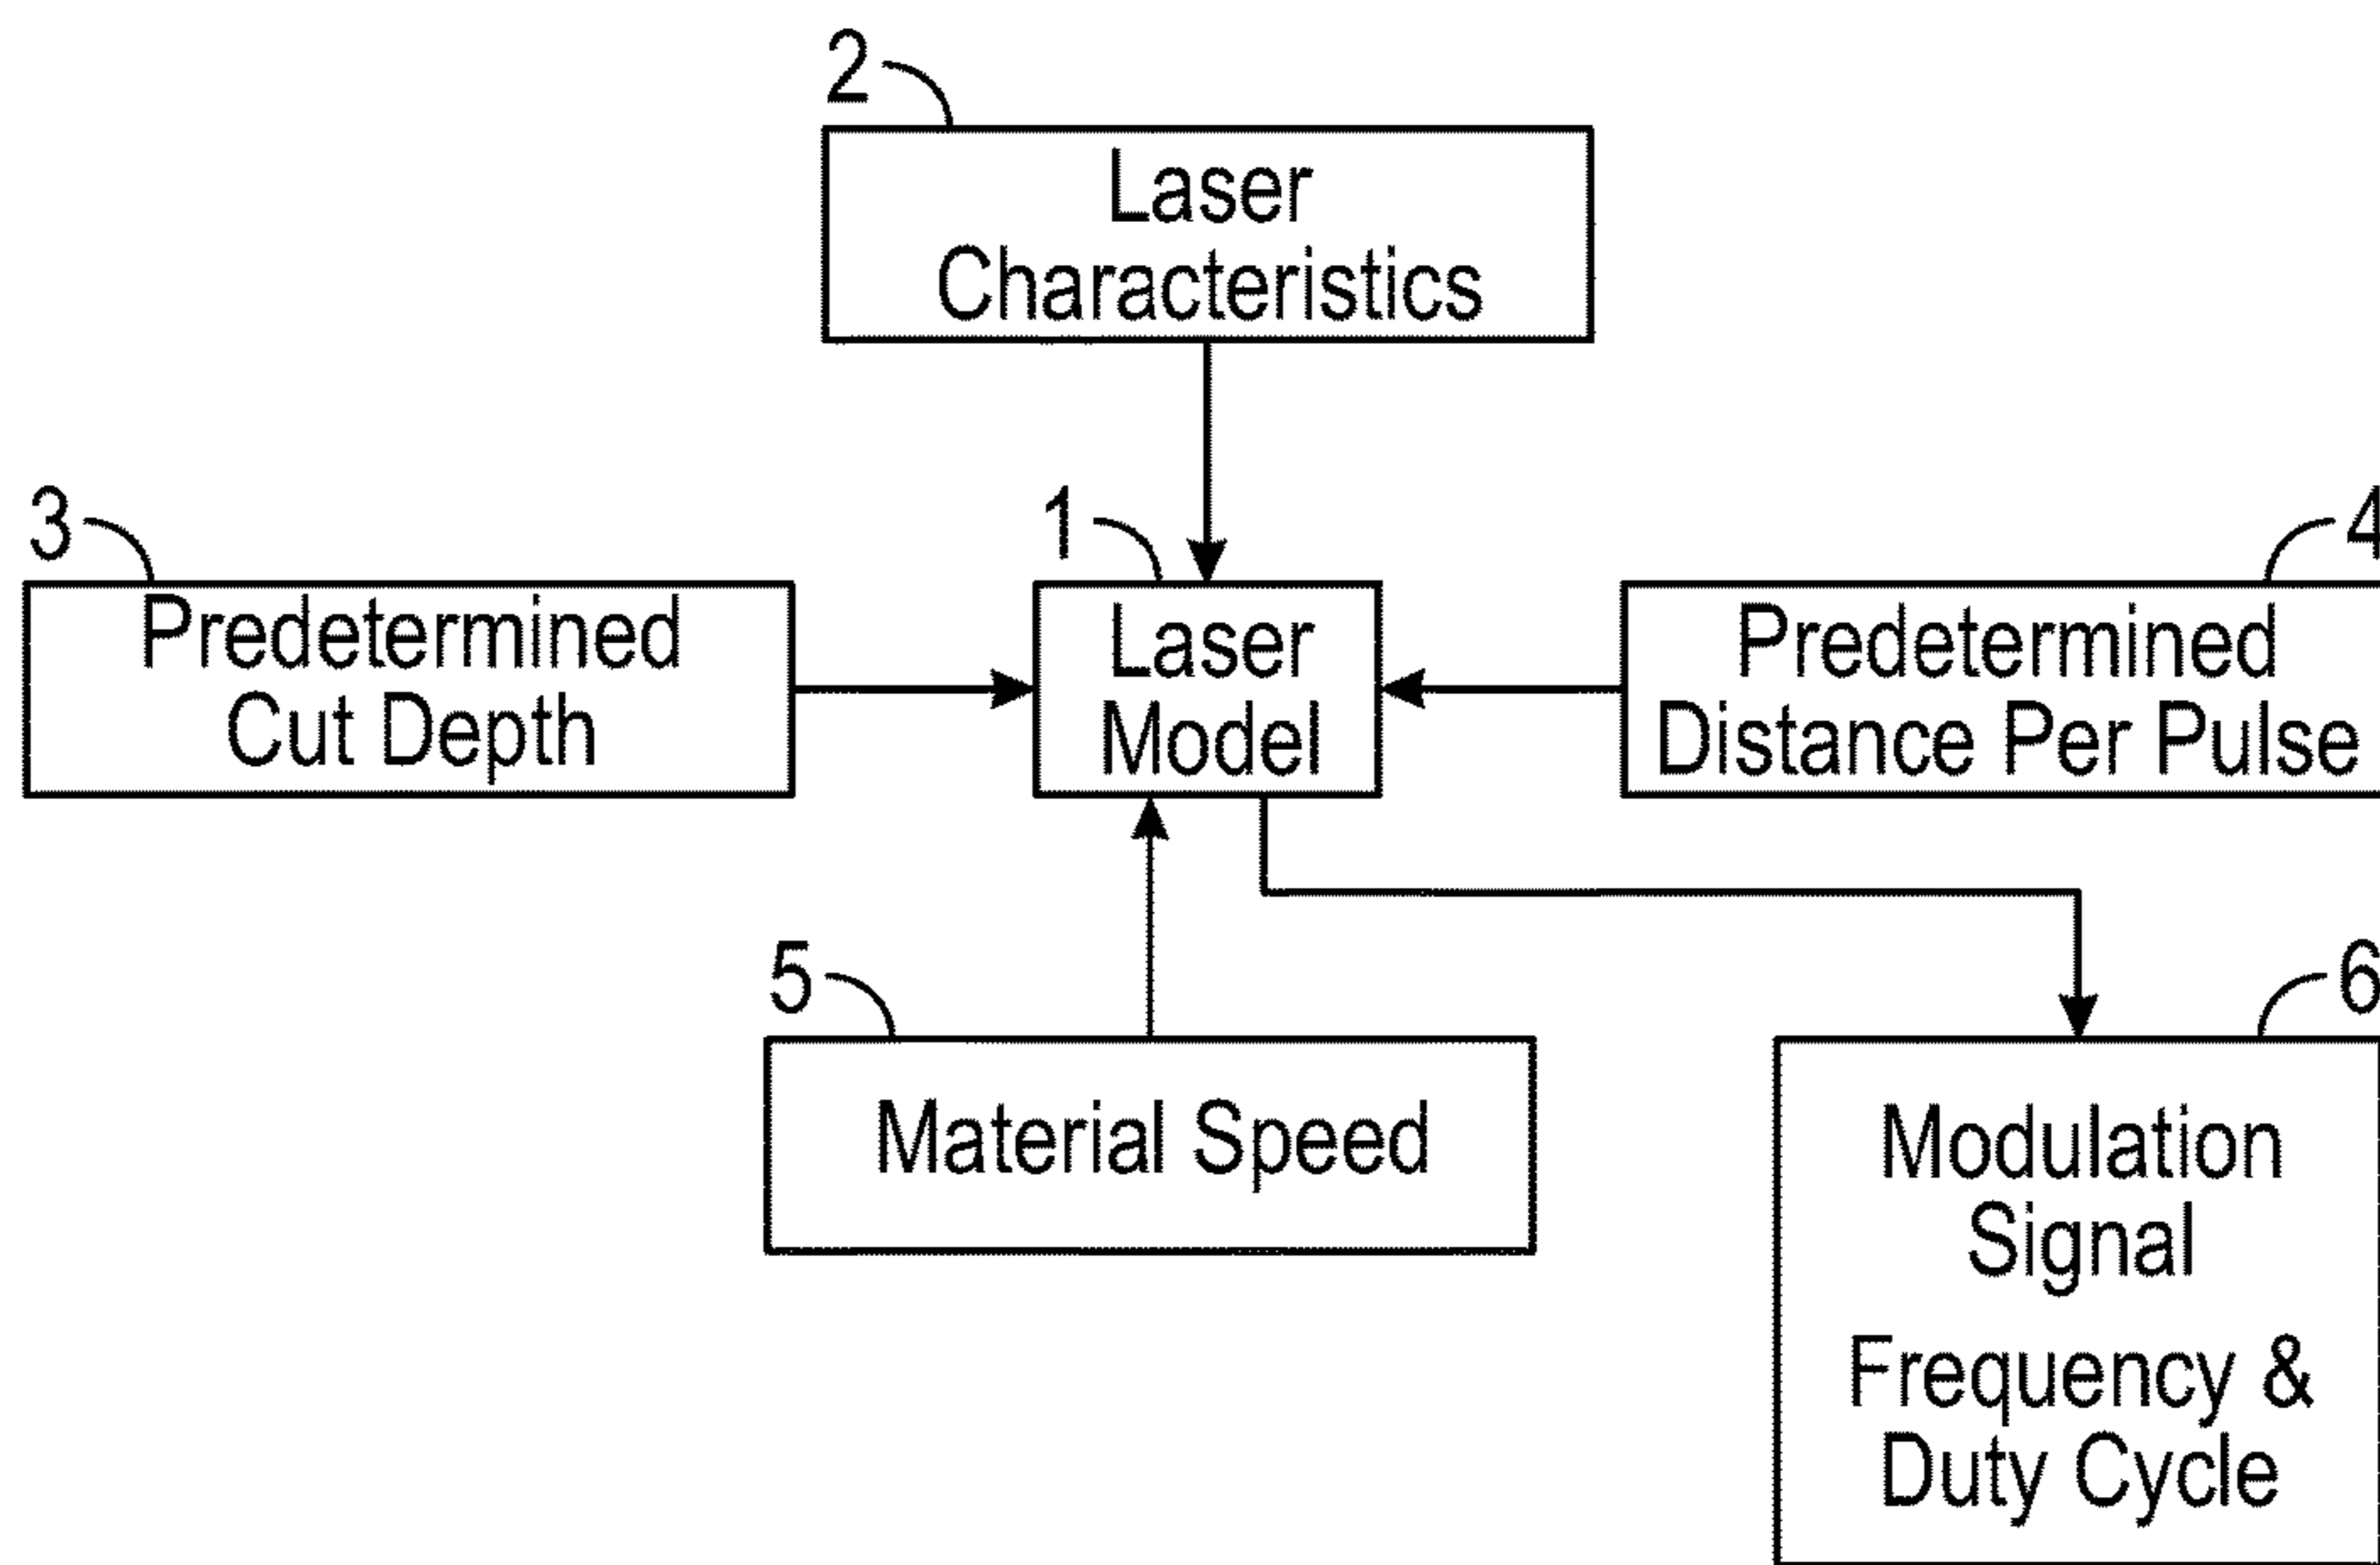 2
Laser
Characteristics
3
Predetermined
Cut Depth
1
Laser
Model
4
Predetermined
Distance Per Pulse
5
Material Speed
6
Modulation
Signal
Frequency &
Duty Cycle